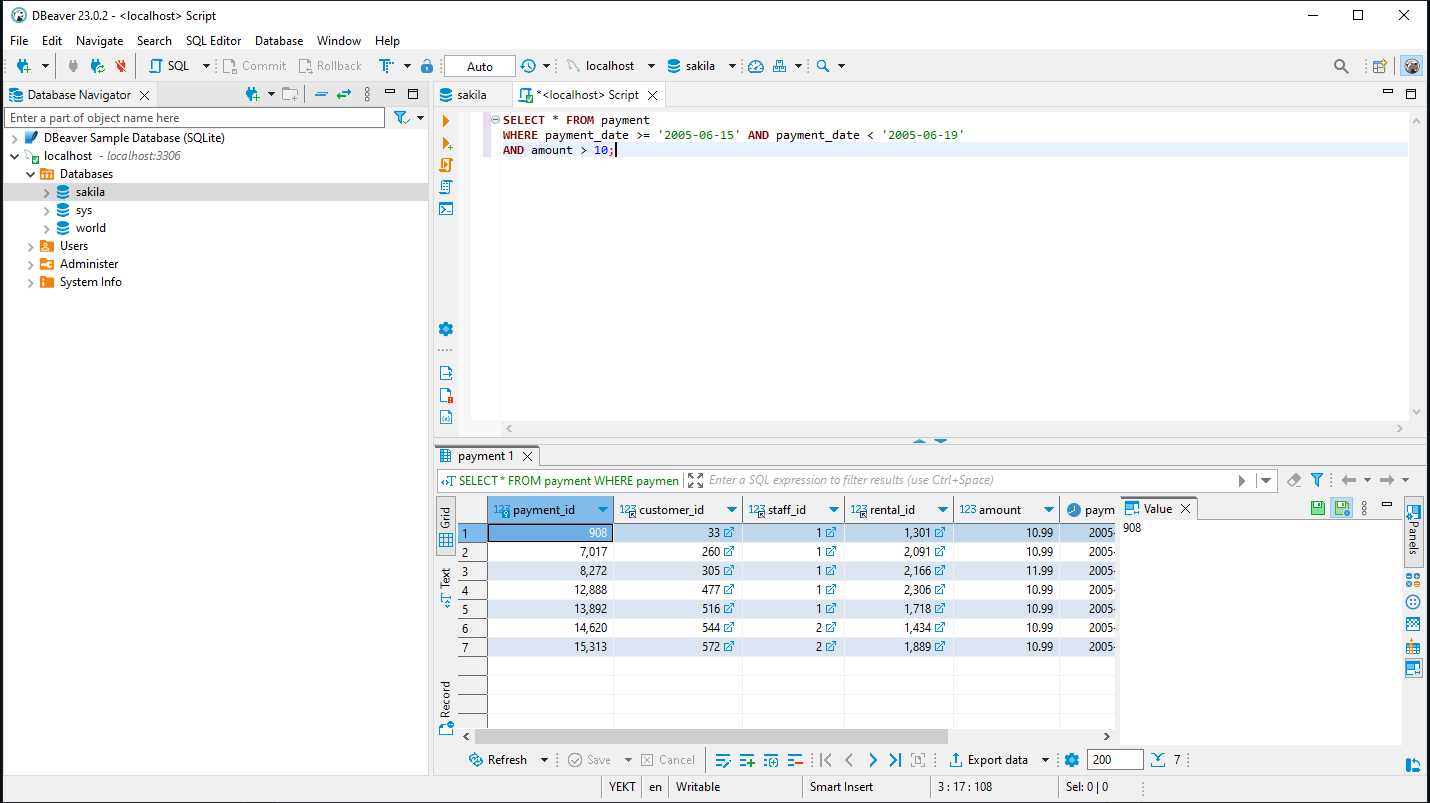 DBeaver 23.0.2 - <localhost> Script
File Edit Navigate Search SQL Editor Database Window Help
SQL Commit Rollback Auto localhost sakila
Database Navigator
Enter a part of object name here
DBeaver Sample Database (SQLite)
localhost - localhost:3306
Databases
sakila
sys
world
Users
Administer
System Info
sakila *<localhost> Script
SELECT * FROM payment
WHERE payment_date >= '2005-06-15' AND payment_date < '2005-06-19'
AND amount > 10;
payment 1
SELECT * FROM payment WHERE paymen Enter a SQL expression to filter results (use Ctrl+Space)
Grid
Text
Record
123 payment_id 123 customer_id 123 staff_id 123 rental_id 123 amount paym
1 908 33 1 1,301 10.99 2005-
2 7,017 260 1 2,091 10.99 2005-
3 8,272 305 1 2,166 11.99 2005-
4 12,888 477 1 2,306 10.99 2005-
5 13,892 516 1 1,718 10.99 2005-
6 14,620 544 2 1,434 10.99 2005-
7 15,313 572 2 1,889 10.99 2005-
Value
908
Panels
Refresh Save Cancel Export data 200 7
YEKT en Writable Smart Insert 3 : 17 : 108 Sel: 0 | 0